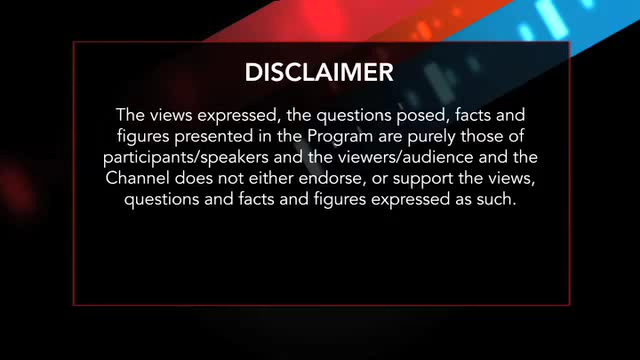 DISCLAIMER
The views expressed, the questions posed, facts and
figures presented in the Program are purely those of
participants/speakers and the viewers/audience and the
Channel does not either endorse, or support the views,
questions and facts and figures expressed as such.